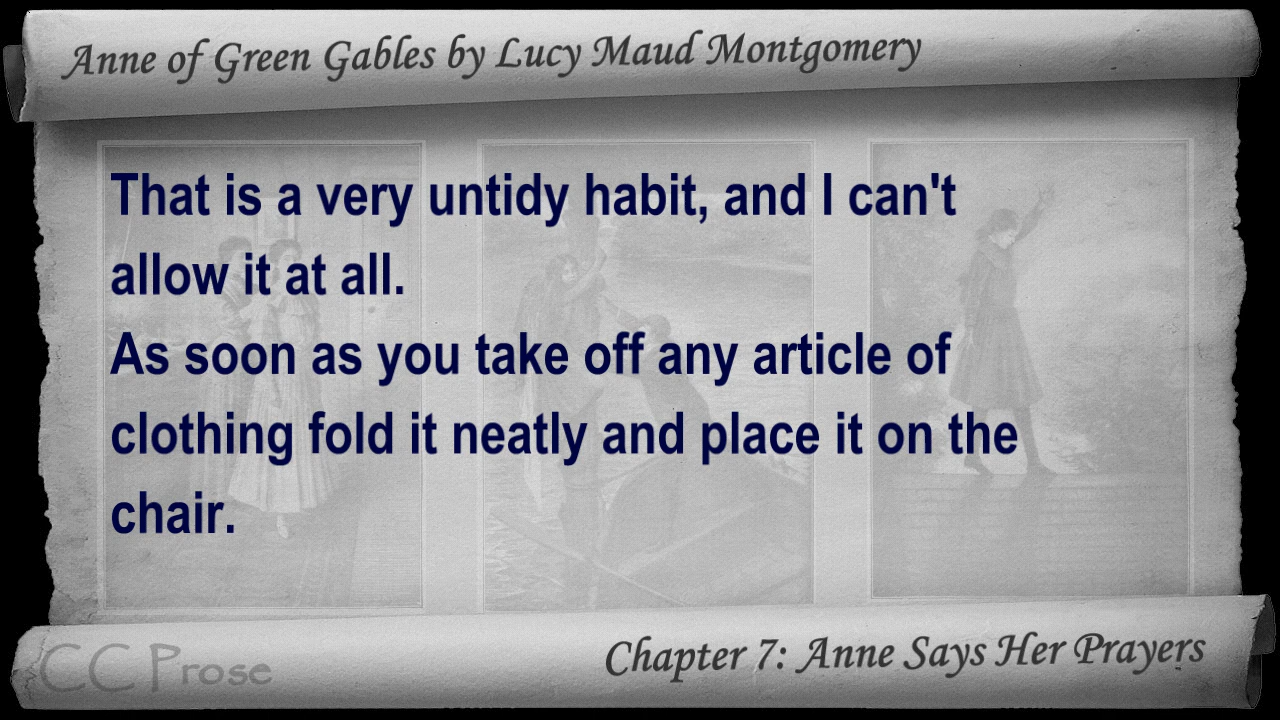 Anne of Green Gables by Lucy Maud Montgomery
That is a very untidy habit, and I can't
allow it at all.
As soon as you take off any article of
clothing fold it neatly and place it on the
chair.
CC Prose
Chapter 7: Anne Says Her Prayers